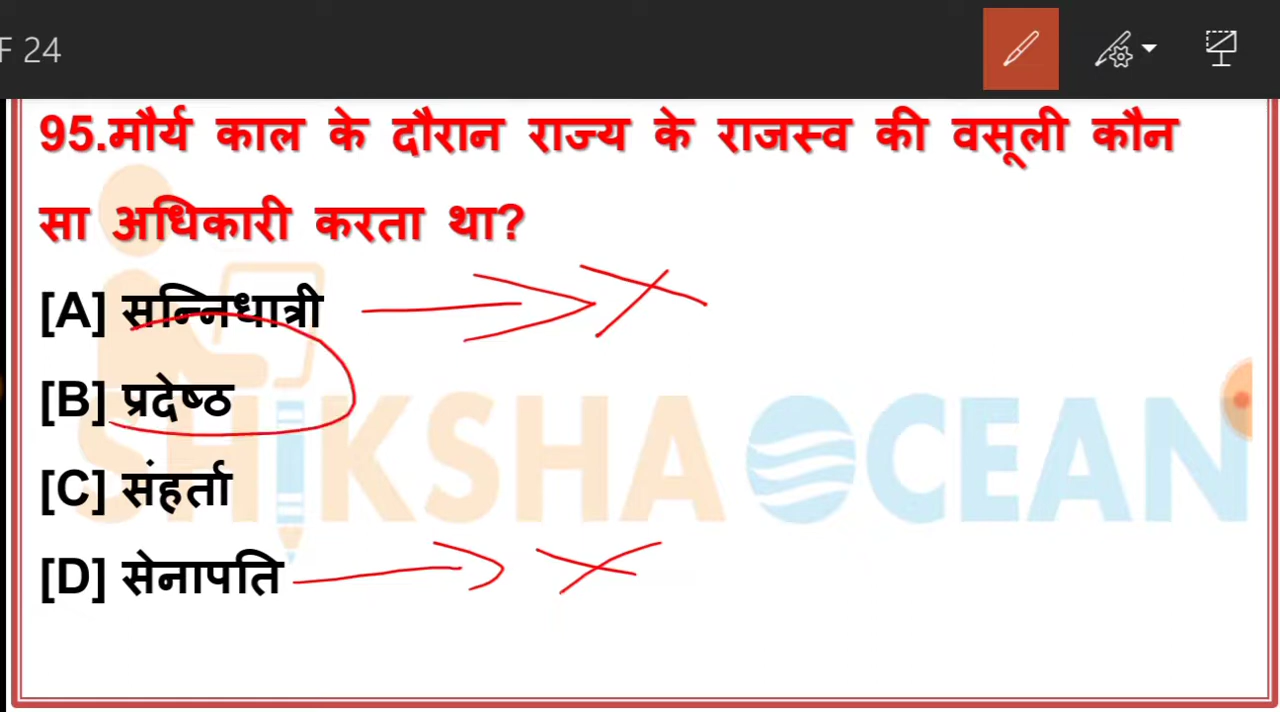 F 24
95.मौर्य काल के दौरान राज्य के राजस्व की वसूली कौन
सा अधिकारी करता था?
[A] सन्निधात्री
[B] प्रदेष्ठ
[C] संहर्ता
[D] सेनापति
SHIKSHA OCEAN